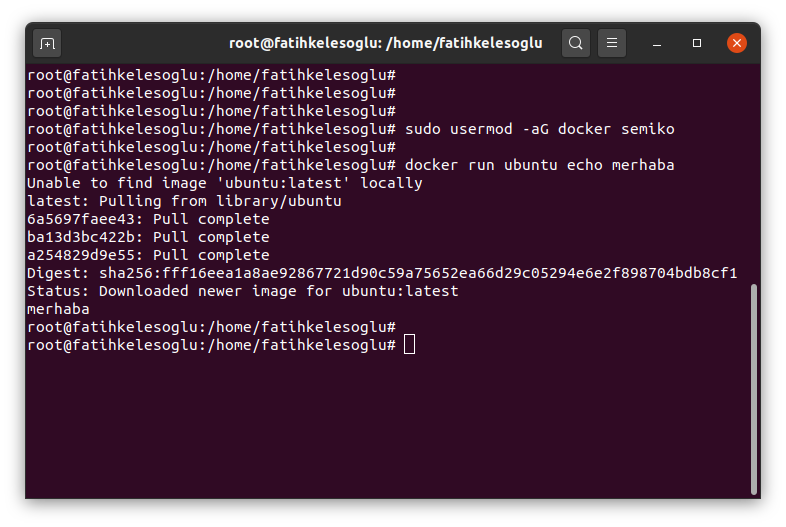 root@fatihkelesoglu: /home/fatihkelesoglu
root@fatihkelesoglu:/home/fatihkelesoglu#
root@fatihkelesoglu:/home/fatihkelesoglu#
root@fatihkelesoglu:/home/fatihkelesoglu#
root@fatihkelesoglu:/home/fatihkelesoglu# sudo usermod -aG docker semiko
root@fatihkelesoglu:/home/fatihkelesoglu#
root@fatihkelesoglu:/home/fatihkelesoglu# docker run ubuntu echo merhaba
Unable to find image 'ubuntu:latest' locally
latest: Pulling from library/ubuntu
6a5697faee43: Pull complete
ba13d3bc422b: Pull complete
a254829d9e55: Pull complete
Digest: sha256:fff16eea1a8ae92867721d90c59a75652ea66d29c05294e6e2f898704bdb8cf1
Status: Downloaded newer image for ubuntu:latest
merhaba
root@fatihkelesoglu:/home/fatihkelesoglu#
root@fatihkelesoglu:/home/fatihkelesoglu#